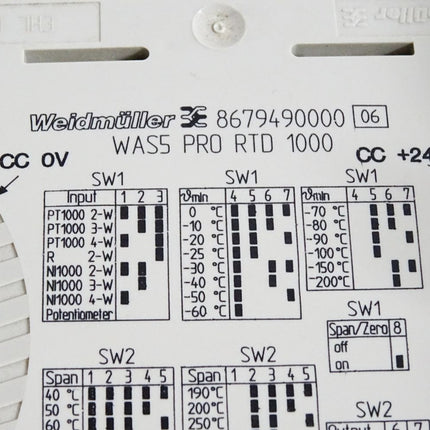 Weidmüller 8679490000 06
WAS5 PRO RTD 1000
CC 0V
CC +24
SW1
Input 1 2 3
PT1000 2-W
PT1000 3-W
PT1000 4-W
R 2-W
NI1000 2-W
NI1000 3-W
NI1000 4-W
Potentiometer
SW1
ϑmin 4 5 6 7
0 °C
-10 °C
-20 °C
-25 °C
-30 °C
-40 °C
-50 °C
-60 °C
SW1
ϑmin 4 5 6 7
-70 °C
-80 °C
-90 °C
-100 °C
-150 °C
-200°C
SW1
Span/Zero 8
off
on
SW2
Span 1 2 3 4 5
40 °C
50 °C
60 °C
SW2
Span 1 2 3 4 5
190°C
200°C
250°C
SW2
Output 6 7